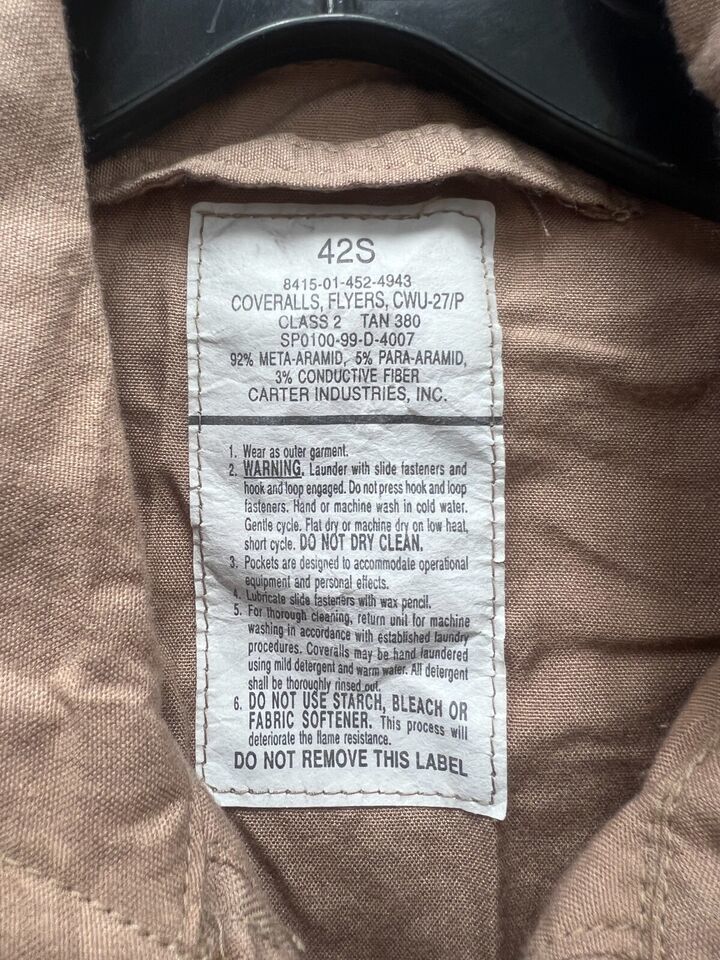 42S
8415-01-452-4943
COVERALLS, FLYERS, CWU-27/P
CLASS 2 TAN 380
SP0100-99-D-4007
92% META-ARAMID, 5% PARA-ARAMID,
3% CONDUCTIVE FIBER
CARTER INDUSTRIES, INC.
1. Wear as outer garment.
2. WARNING. Launder with slide fasteners and
hook and loop engaged. Do not press hook and loop
fasteners. Hand or machine wash in cold water.
Gentle cycle. Flat dry or machine dry on low heat,
short cycle. DO NOT DRY CLEAN.
3. Pockets are designed to accommodate operational
equipment and personal effects.
4. Lubricate slide fasteners with wax pencil.
5. For thorough cleaning, return unit for machine
washing in accordance with established laundry
procedures. Coveralls may be hand laundered
using mild detergent and warm water. All detergent
shall be thoroughly rinsed out.
6. DO NOT USE STARCH, BLEACH OR
FABRIC SOFTENER. This process will
deteriorate the flame resistance.
DO NOT REMOVE THIS LABEL